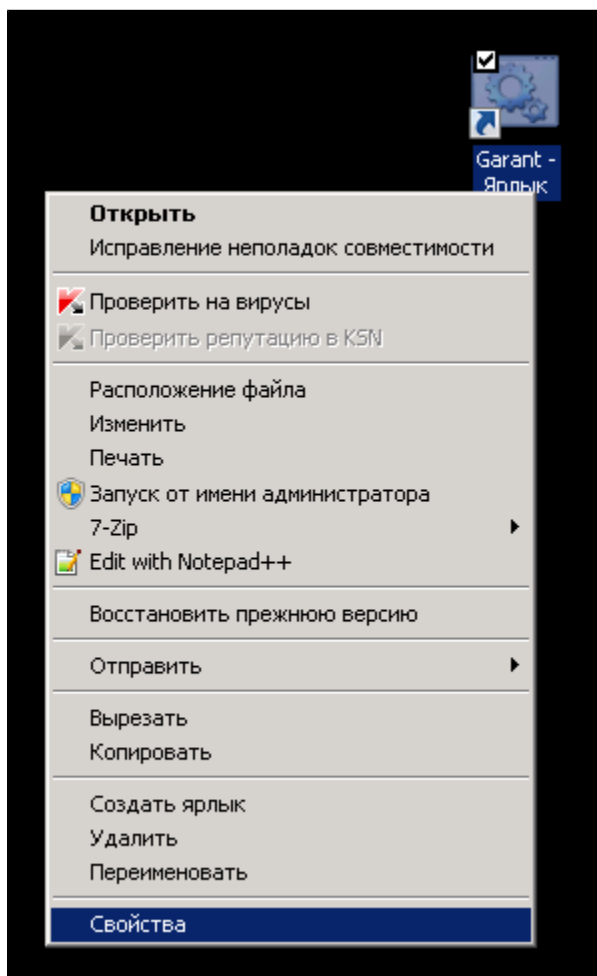 Garant -
Ярлык
Открыть
Исправление неполадок совместимости
Проверить на вирусы
Проверить репутацию в KSN
Расположение файла
Изменить
Печать
Запуск от имени администратора
7-Zip
Edit with Notepad++
Восстановить прежнюю версию
Отправить
Вырезать
Копировать
Создать ярлык
Удалить
Переименовать
Свойства